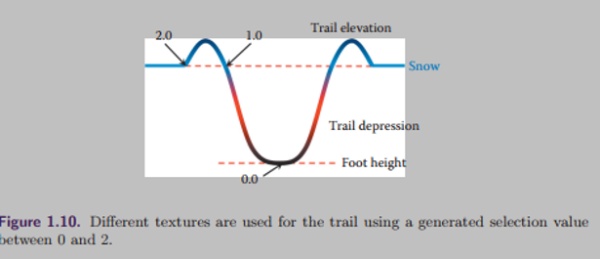 2.0
1.0
Trail elevation
Snow
Trail depression
Foot height
0.0
Figure 1.10. Different textures are used for the trail using a generated selection value
between 0 and 2.